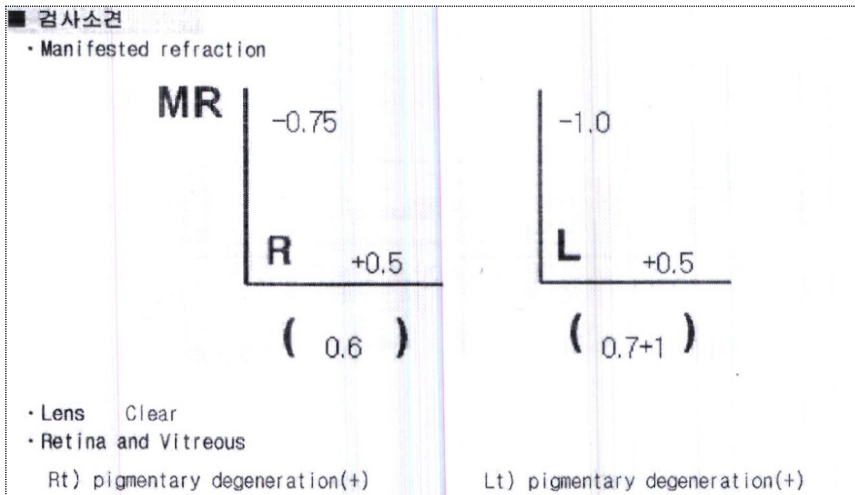 ■ 검사소견
· Manifested refraction
MR
-0.75
R +0.5
( 0.6 )
-1.0
L +0.5
( 0.7+1 )
· Lens Clear
· Retina and Vitreous
Rt) pigmentary degeneration(+) Lt) pigmentary degeneration(+)